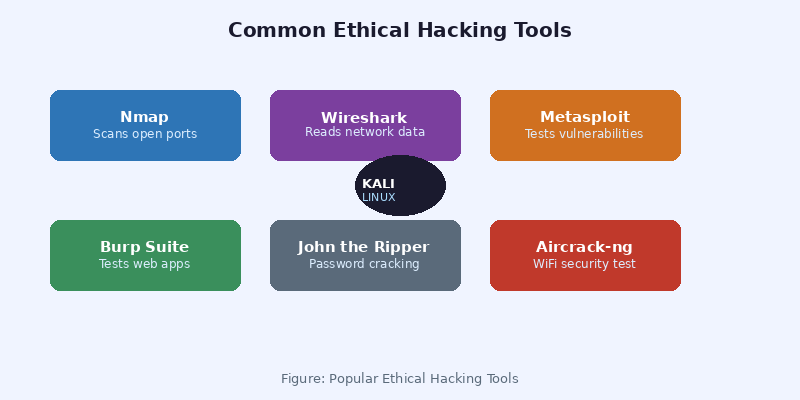 Common Ethical Hacking Tools
Nmap
Scans open ports
Wireshark
Reads network data
Metasploit
Tests vulnerabilities
KALI
LINUX
Burp Suite
Tests web apps
John the Ripper
Password cracking
Aircrack-ng
WiFi security test
Figure: Popular Ethical Hacking Tools